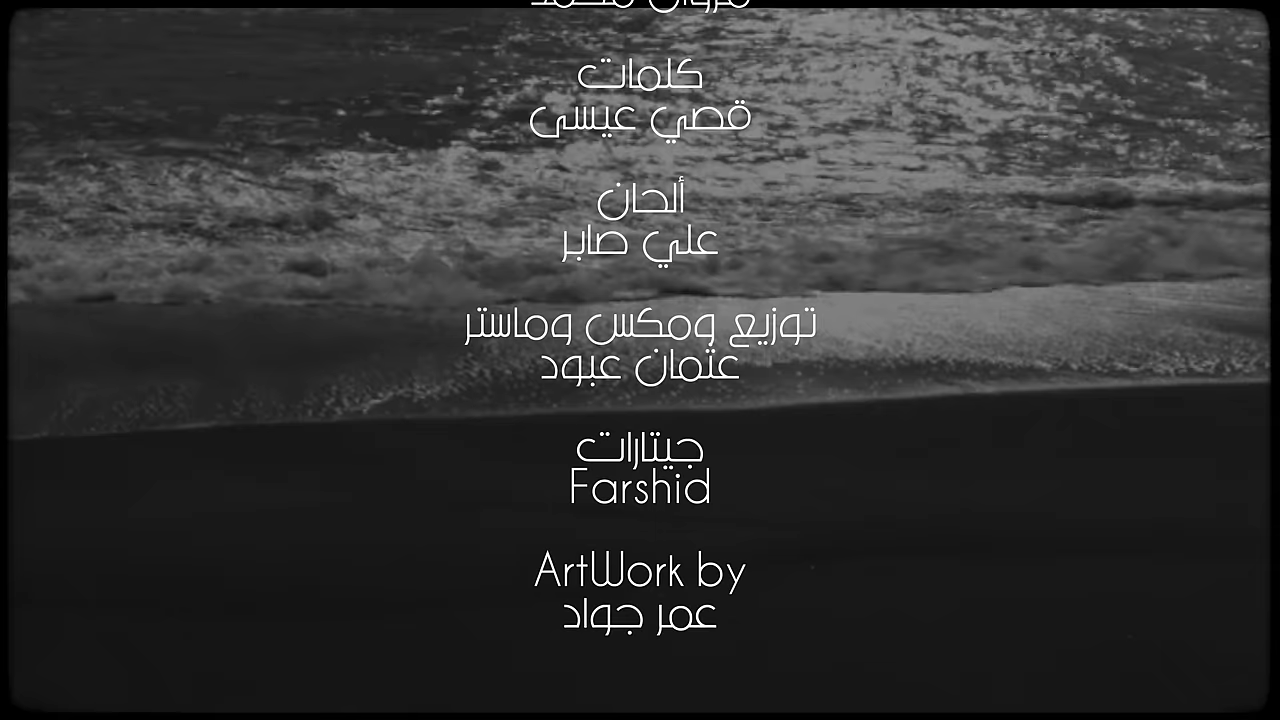 كلمات
قصي عيسى
ألحان
علي صابر
توزيع ومكس وماستر
عثمان عبود
جيتارات
Farshid
ArtWork by
عمر جواد